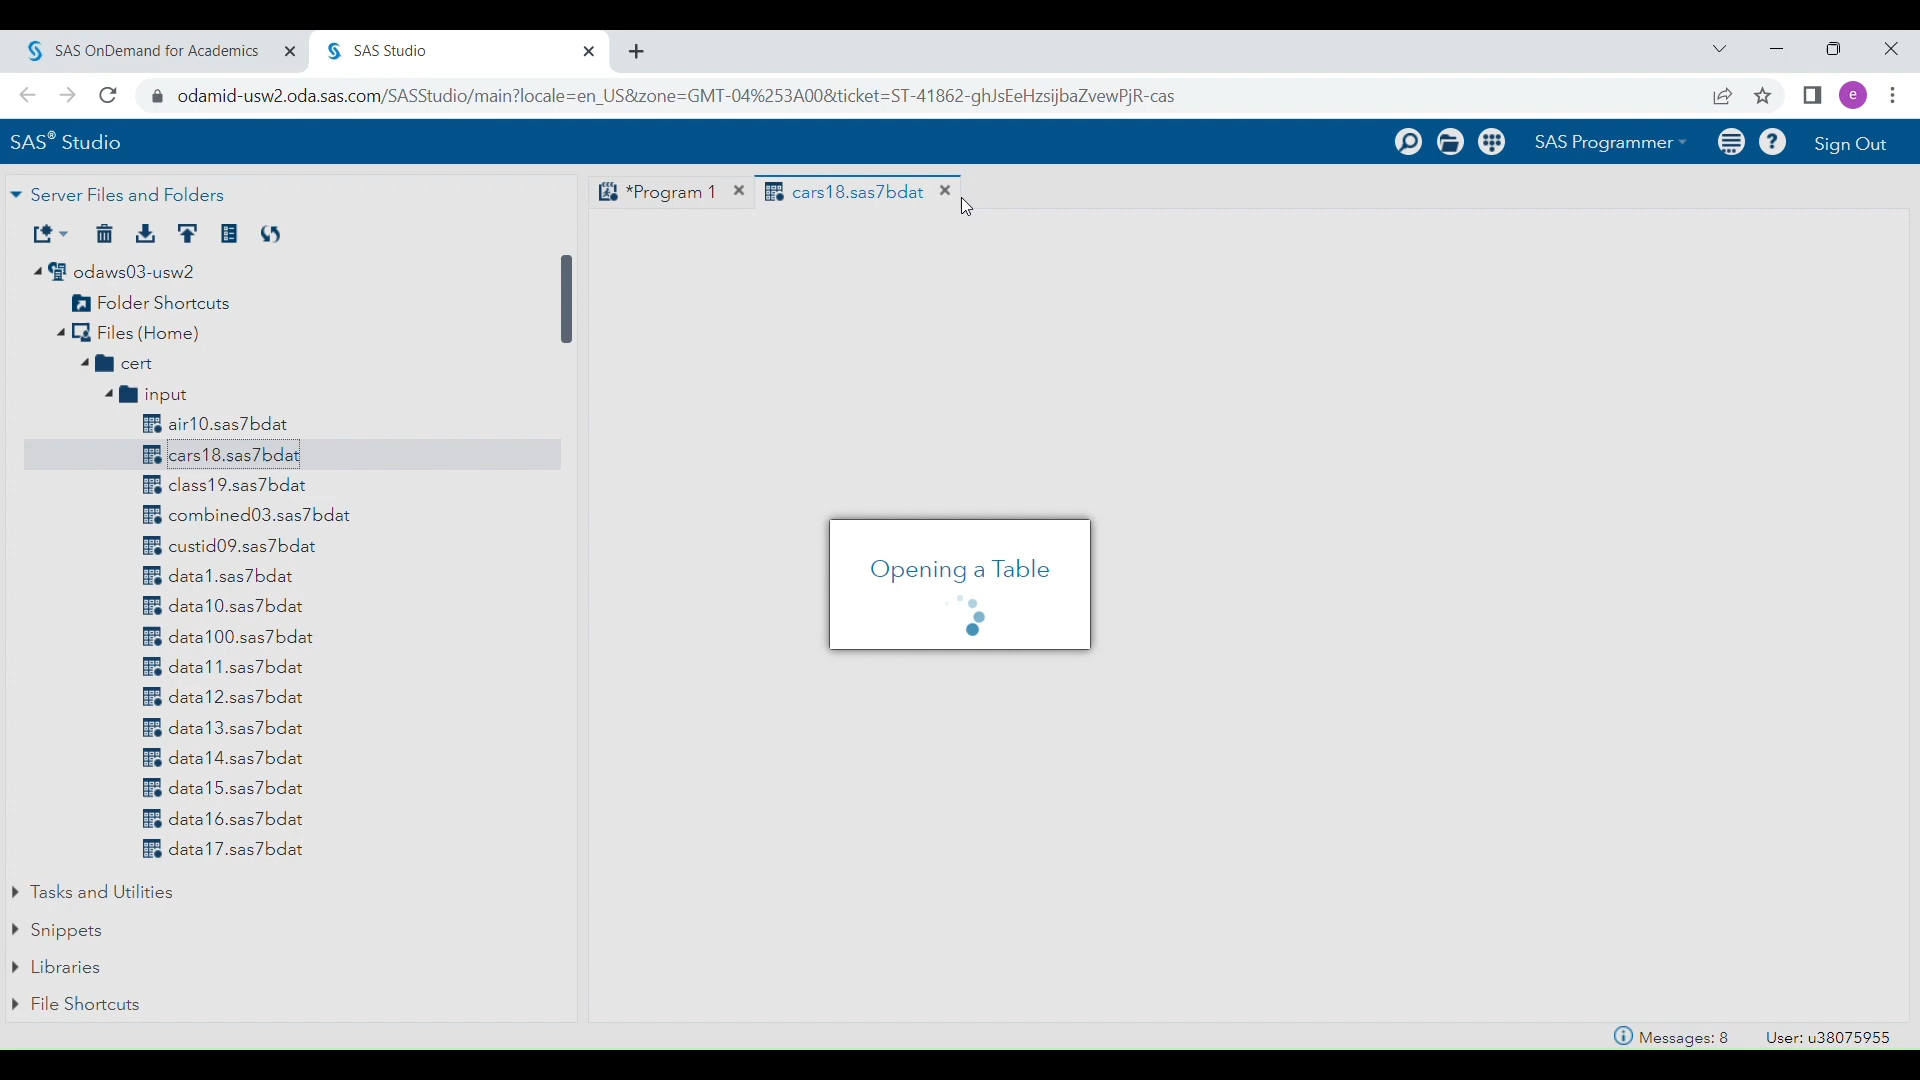 SAS OnDemand for Academics
SAS Studio
odamid-usw2.oda.sas.com/SASStudio/main?locale=en_US&zone=GMT-04%253A00&ticket=ST-41862-ghJsEeHzsijbaZvewPjR-cas
e
SAS® Studio
SAS Programmer
Sign Out
Server Files and Folders
*Program 1
cars18.sas7bdat
odaws03-usw2
Folder Shortcuts
Files (Home)
cert
input
air10.sas7bdat
cars18.sas7bdat
class19.sas7bdat
combined03.sas7bdat
custid09.sas7bdat
data1.sas7bdat
data10.sas7bdat
data100.sas7bdat
data11.sas7bdat
data12.sas7bdat
data13.sas7bdat
data14.sas7bdat
data15.sas7bdat
data16.sas7bdat
data17.sas7bdat
Opening a Table
Tasks and Utilities
Snippets
Libraries
File Shortcuts
Messages: 8
User: u38075955